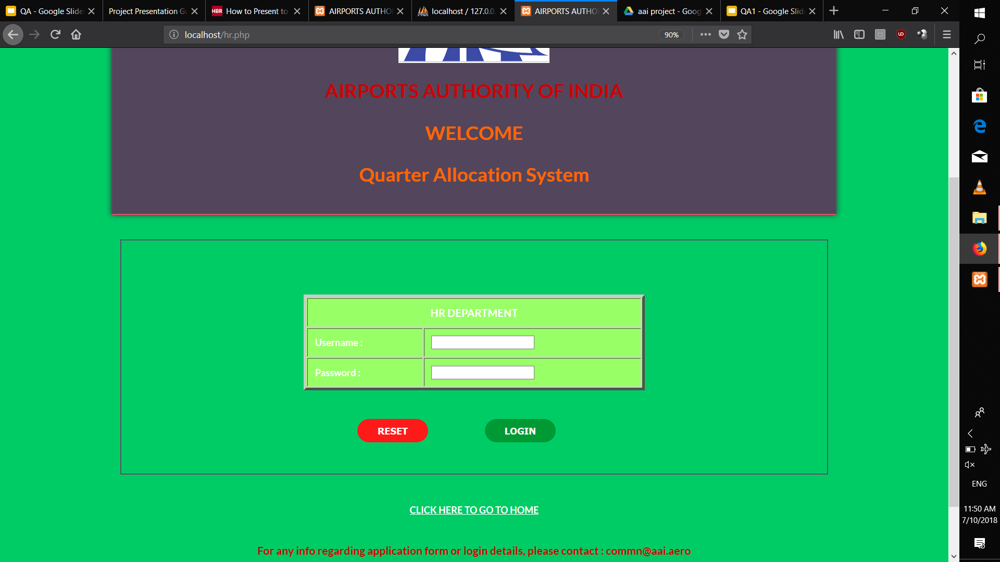 QA - Google Slide
Project Presentation Gu
HBR How to Present to
AIRPORTS AUTHO
localhost / 127.0.0.
AIRPORTS AUTHO
aai project - Goog
QA1 - Google Slide
localhost/hr.php
90%
AIRPORTS AUTHORITY OF INDIA
WELCOME
Quarter Allocation System
HR DEPARTMENT
Username :
Password :
RESET LOGIN
CLICK HERE TO GO TO HOME
For any info regarding application form or login details, please contact : commn@aai.aero
ENG
11:50 AM
7/10/2018